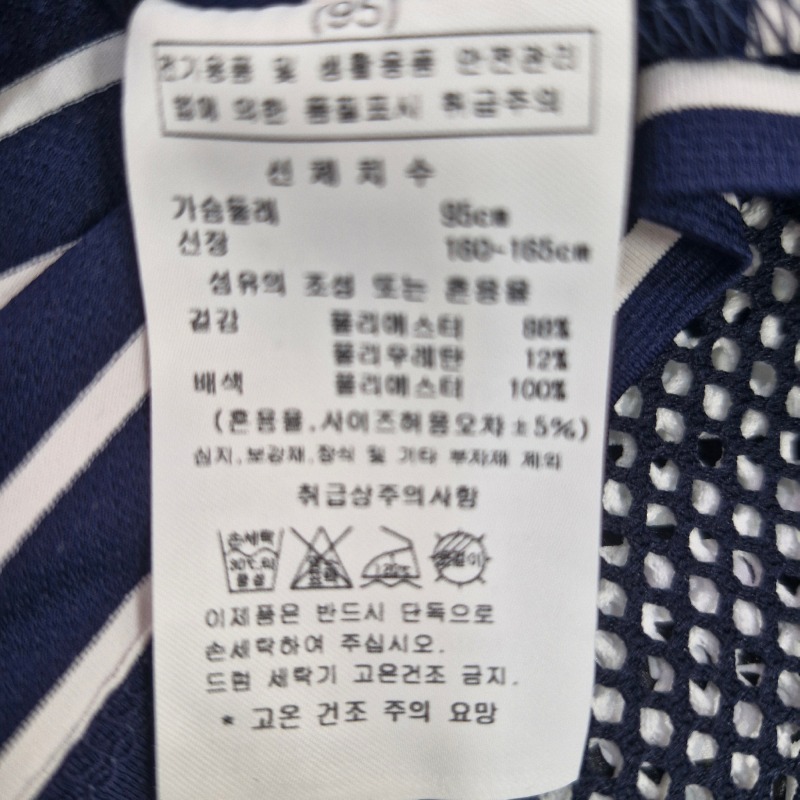 (95)
전기용품 및 생활용품 안전관리
법에 의한 품질표시 취급주의
신 체 치 수
가슴둘레 95cm
신장 160-165cm
섬유의 조성 또는 혼용율
겉감 폴리에스터 88%
폴리우레탄 12%
배색 폴리에스터 100%
(혼용율,사이즈허용오차±5%)
심지,보강재,장식 및 기타 부자재 제외
취급상주의사항
손세탁
30℃
이제품은 반드시 단독으로
손세탁하여 주십시오.
드럼 세탁기 고온건조 금지.
* 고온 건조 주의 요망